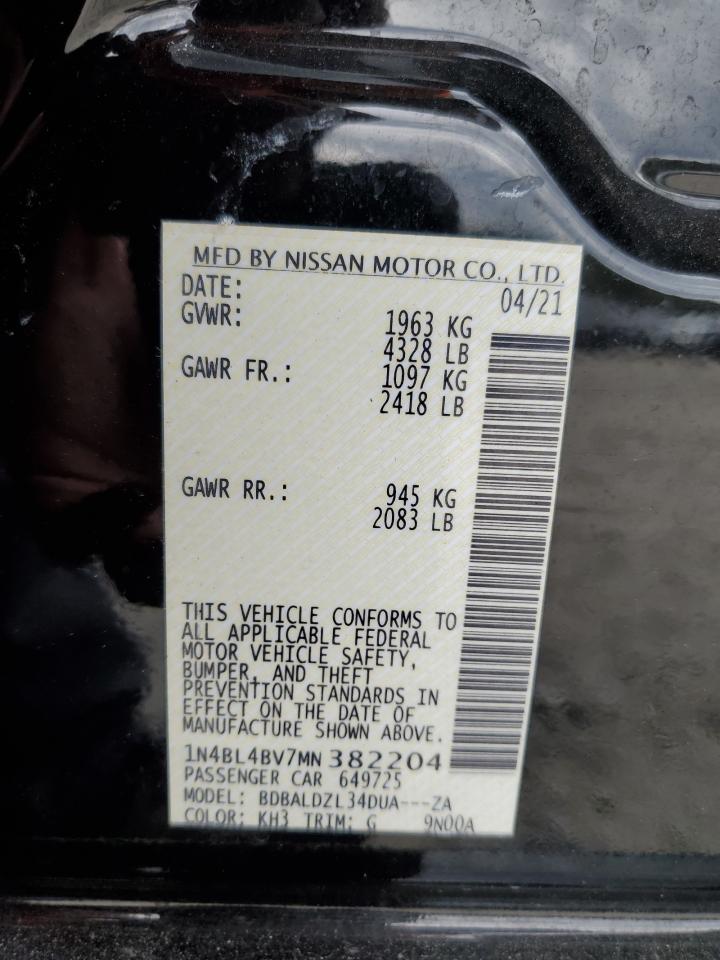 MFD BY NISSAN MOTOR CO., LTD.
DATE: 04/21
GVWR: 1963 KG
4328 LB
GAWR FR.: 1097 KG
2418 LB
GAWR RR.: 945 KG
2083 LB
THIS VEHICLE CONFORMS TO
ALL APPLICABLE FEDERAL
MOTOR VEHICLE SAFETY,
BUMPER, AND THEFT
PREVENTION STANDARDS IN
EFFECT ON THE DATE OF
MANUFACTURE SHOWN ABOVE.
1N4BL4BV7MN382204
PASSENGER CAR 649725
MODEL: BDBALDZL34DUA---ZA
COLOR: KH3 TRIM: G 9N00A